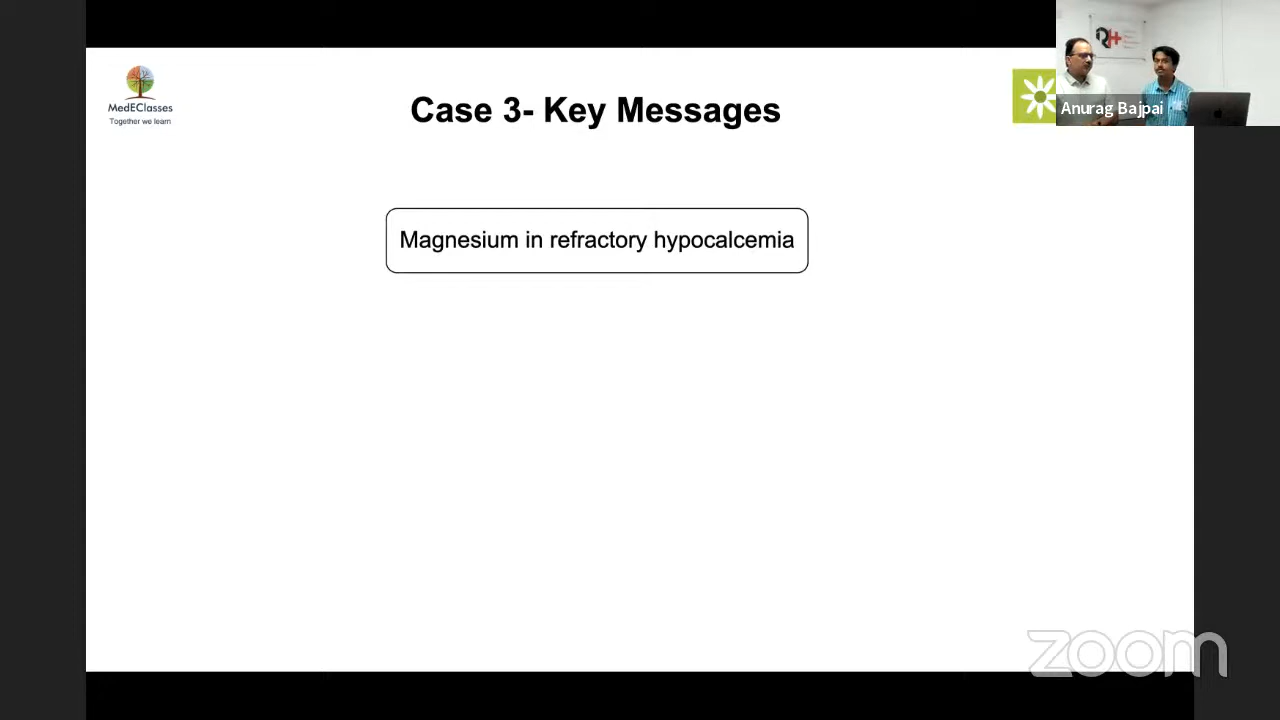 MedEClasses
Together we learn
Case 3- Key Messages
Anurag Bajpai
Magnesium in refractory hypocalcemia
zoom